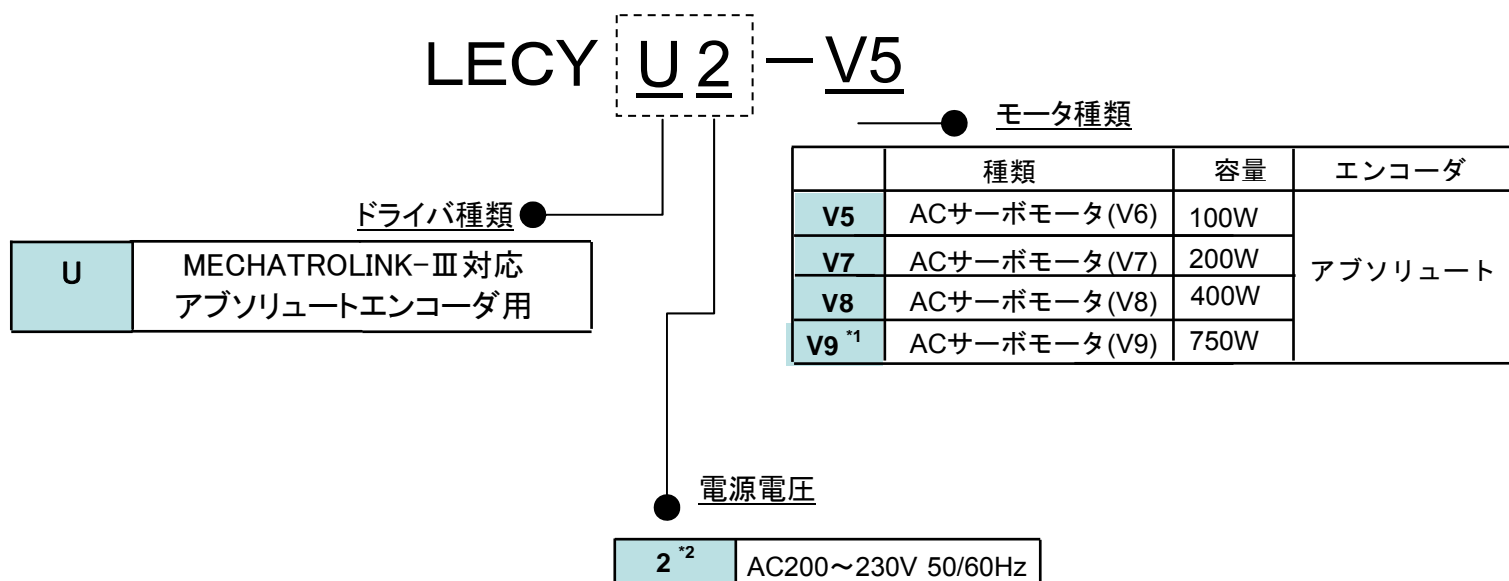 LECY U 2 － V5
モータ種類
種類 容量 エンコーダ
V5 ACサーボモータ(V6) 100W
V7 ACサーボモータ(V7) 200W
アブソリュート
V8 ACサーボモータ(V8) 400W
V9 *1 ACサーボモータ(V9) 750W
ドライバ種類
U MECHATROLINK-Ⅲ対応
アブソリュートエンコーダ用
電源電圧
2 *2 AC200～230V 50/60Hz